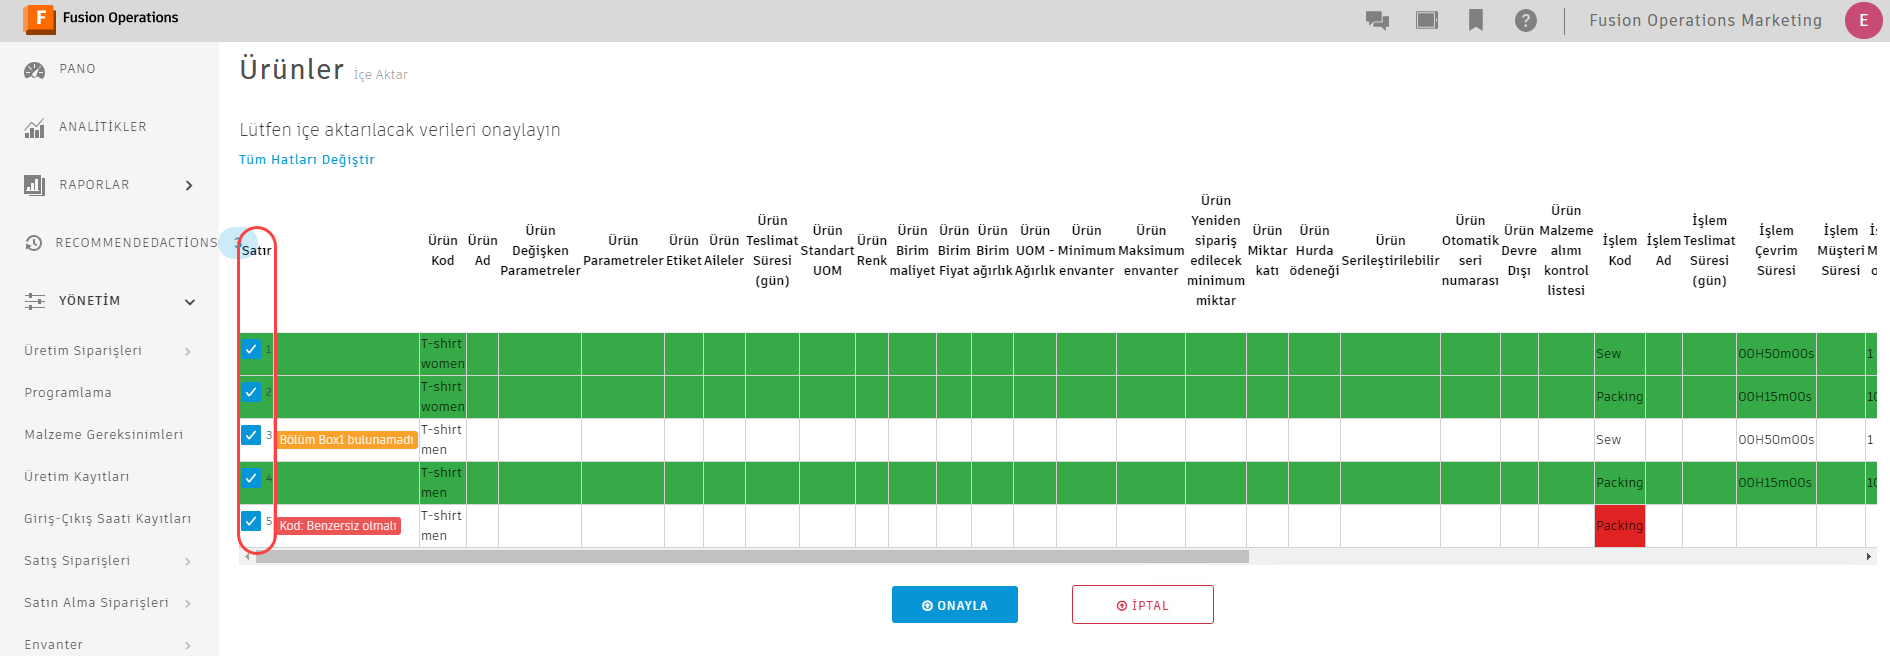 Fusion Operations
Fusion Operations Marketing
E
PANO
ANALİTİKLER
RAPORLAR
RECOMMENDEDACTIONS
3
YÖNETİM
Üretim Siparişleri
Programlama
Malzeme Gereksinimleri
Üretim Kayıtları
Giriş-Çıkış Saati Kayıtları
Satış Siparişleri
Satın Alma Siparişleri
Envanter
Ürünler İçe Aktar
Lütfen içe aktarılacak verileri onaylayın
Tüm Hatları Değiştir
Satır
Ürün
Kod
Ürün
Ad
Ürün
Değişken
Parametreler
Ürün
Parametreler
Ürün
Etiket
Ürün
Aileler
Ürün
Teslimat
Süresi
(gün)
Ürün
Standart
UOM
Ürün
Renk
Ürün
Birim
maliyet
Ürün
Birim
Fiyat
Ürün
Birim
ağırlık
Ürün
UOM -
Ağırlık
Ürün
Minimum
envanter
Ürün
Maksimum
envanter
Ürün
Yeniden
sipariş
edilecek
minimum
miktar
Ürün
Miktar
katı
Ürün
Hurda
ödeneği
Ürün
Serileştirilebilir
Ürün
Otomatik
seri
numarası
Ürün
Devre
Dışı
Ürün
Malzeme
alımı
kontrol
listesi
İşlem
Kod
İşlem
Ad
İşlem
Teslimat
Süresi
(gün)
İşlem
Çevrim
Süresi
İşlem
Müşteri
Süresi
1 T-shirt women Sew 00H50m00s 1
2 T-shirt women Packing 00H15m00s 10
3 Bölüm Box1 bulunamadı T-shirt men Sew 00H50m00s 1
4 T-shirt men Packing 00H15m00s 10
5 Kod: Benzersiz olmalı T-shirt men Packing
ONAYLA
İPTAL